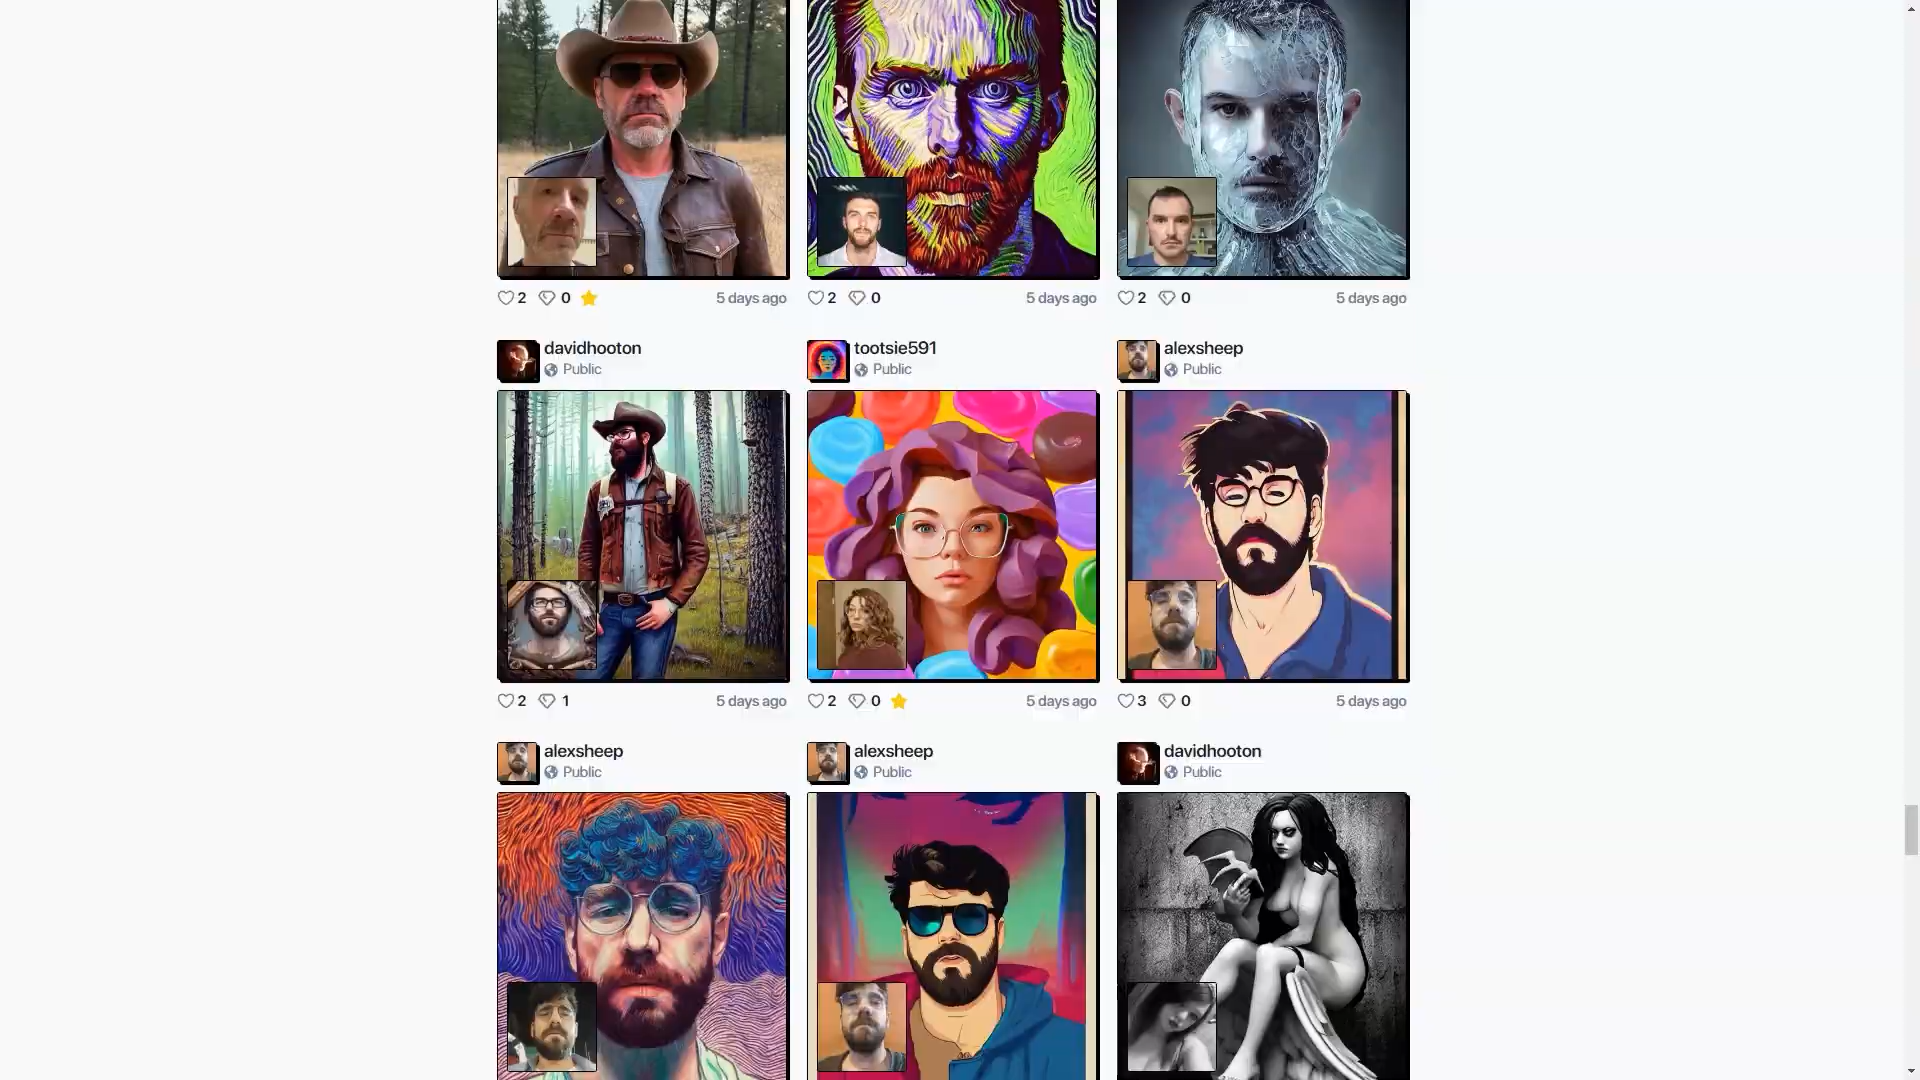 2 0 5 days ago 2 0 5 days ago 2 0 5 days ago
davidhooton tootsie591 alexsheep
Public Public Public
2 1 5 days ago 2 0 5 days ago 3 0 5 days ago
alexsheep alexsheep davidhooton
Public Public Public